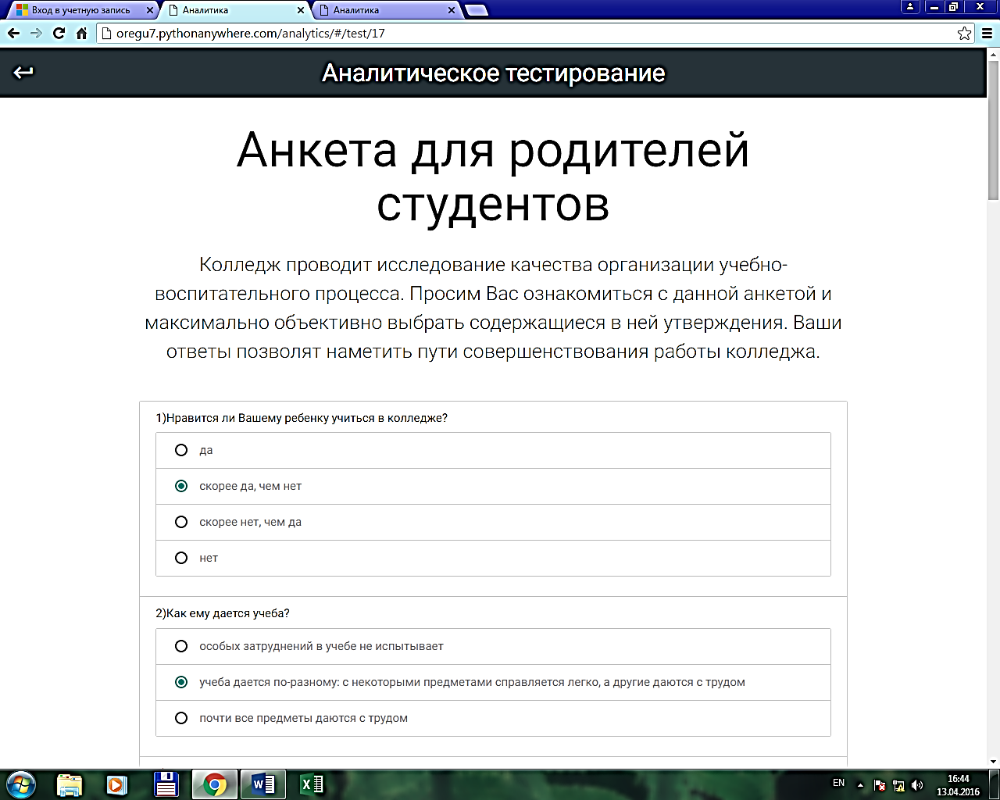 Вход в учетную запись
Аналитика
Аналитика
oregu7.pythonanywhere.com/analytics/#/test/17
Аналитическое тестирование
Анкета для родителей
студентов
Колледж проводит исследование качества организации учебно-
воспитательного процесса. Просим Вас ознакомиться с данной анкетой и
максимально объективно выбрать содержащиеся в ней утверждения. Ваши
ответы позволят наметить пути совершенствования работы колледжа.
1)Нравится ли Вашему ребенку учиться в колледже?
да
скорее да, чем нет
скорее нет, чем да
нет
2)Как ему дается учеба?
особых затруднений в учебе не испытывает
учеба дается по-разному: с некоторыми предметами справляется легко, а другие даются с трудом
почти все предметы даются с трудом
EN
16:44
13.04.2016